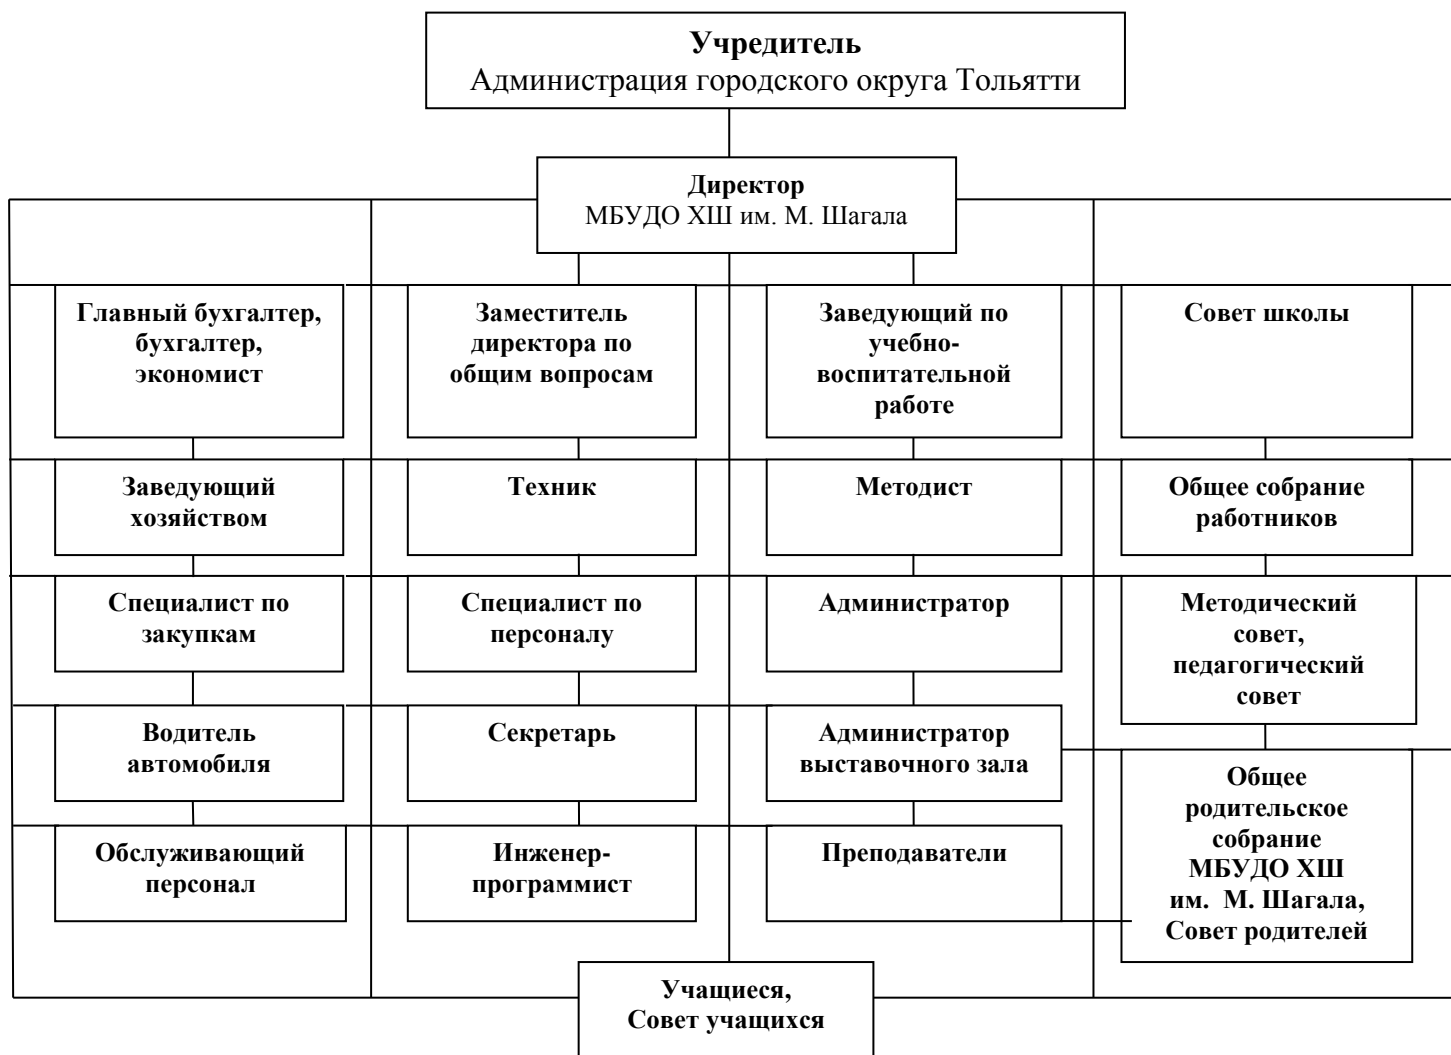 Учредитель
Администрация городского округа Тольятти
Директор
МБУДО ХШ им. М. Шагала
Главный бухгалтер,
бухгалтер,
экономист
Заместитель
директора по
общим вопросам
Заведующий по
учебно-
воспитательной
работе
Совет школы
Заведующий
хозяйством
Техник
Методист
Общее собрание
работников
Специалист по
закупкам
Специалист по
персоналу
Администратор
Методический
совет,
педагогический
совет
Водитель
автомобиля
Секретарь
Администратор
выставочного зала
Общее
родительское
собрание
МБУДО ХШ
им. М. Шагала,
Совет родителей
Обслуживающий
персонал
Инженер-
программист
Преподаватели
Учащиеся,
Совет учащихся